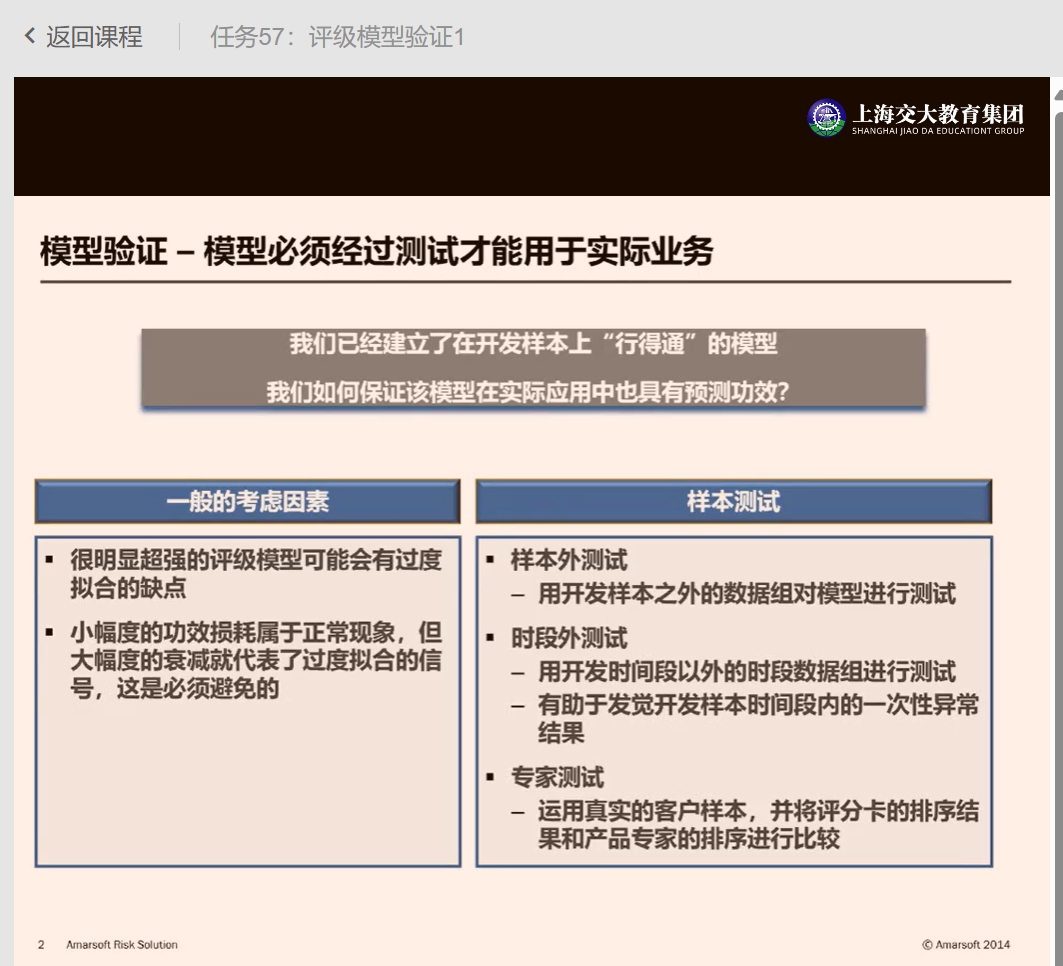 返回课程
任务57：评级模型验证1
上海交大教育集团
SHANGHAI JIAO DA EDUCATIONT GROUP
模型验证 – 模型必须经过测试才能用于实际业务
我们已经建立了在开发样本上“行得通”的模型
我们如何保证该模型在实际应用中也具有预测功效？
一般的考虑因素
▪ 很明显超强的评级模型可能会有过度
拟合的缺点
▪ 小幅度的功效损耗属于正常现象，但
大幅度的衰减就代表了过度拟合的信
号，这是必须避免的
样本测试
▪ 样本外测试
– 用开发样本之外的数据组对模型进行测试
▪ 时段外测试
– 用开发时间段以外的时段数据组进行测试
– 有助于发觉开发样本时间段内的一次性异常
结果
▪ 专家测试
– 运用真实的客户样本，并将评分卡的排序结
果和产品专家的排序进行比较
2 Amarsoft Risk Solution
© Amarsoft 2014